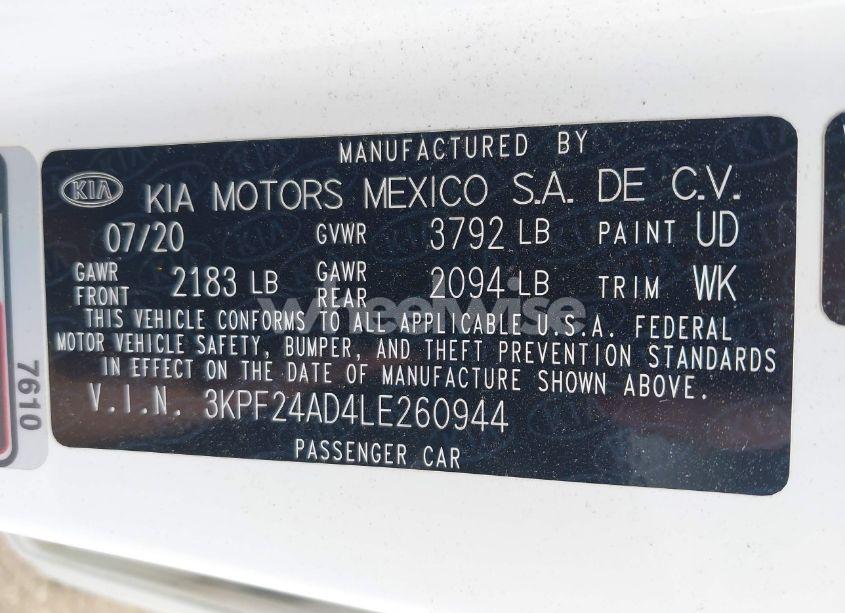 MANUFACTURED BY
KIA KIA MOTORS MEXICO S.A. DE C.V.
07/20 GVWR 3792 LB PAINT UD
GAWR FRONT 2183 LB GAWR REAR 2094 LB TRIM WK
wheelwise
THIS VEHICLE CONFORMS TO ALL APPLICABLE U.S.A. FEDERAL
MOTOR VEHICLE SAFETY, BUMPER, AND THEFT PREVENTION STANDARDS
IN EFFECT ON THE DATE OF MANUFACTURE SHOWN ABOVE.
V.I.N. 3KPF24AD4LE260944
PASSENGER CAR
7610